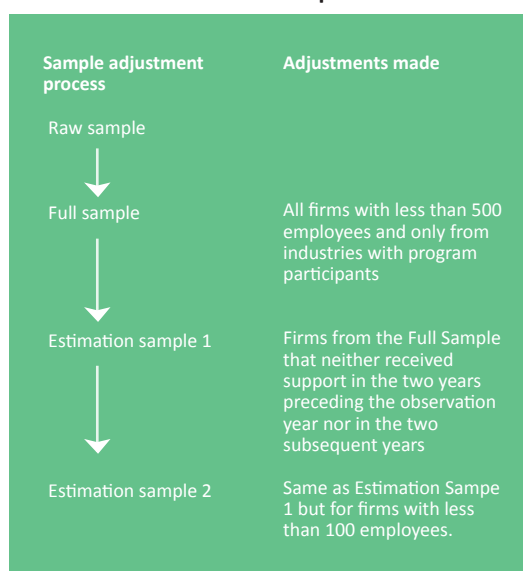 Sample adjustment
process
Adjustments made
Raw sample
Full sample
All firms with less than 500
employees and only from
industries with program
participants
Estimation sample 1
Firms from the Full Sample
that neither received
support in the two years
preceding the observation
year nor in the two
subsequent years
Estimation sample 2
Same as Estimation Sampe
1 but for firms with less
than 100 employees.